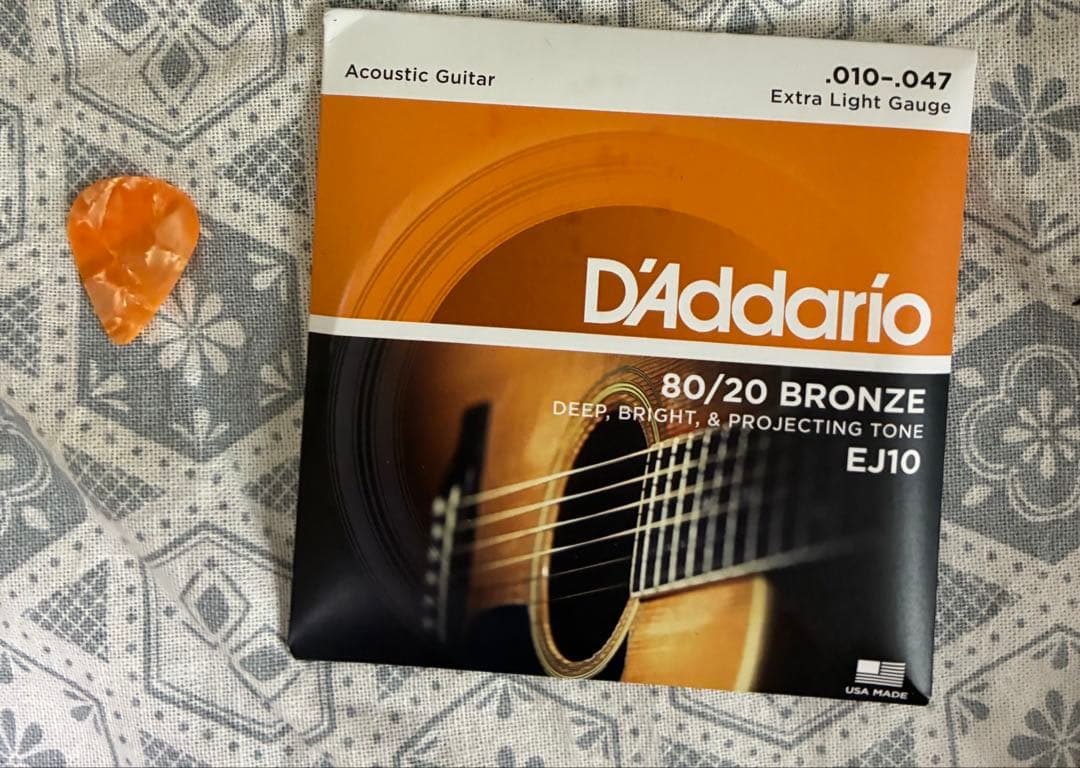 Acoustic Guitar
.010–.047
Extra Light Gauge
D'Addario
80/20 BRONZE
DEEP, BRIGHT, & PROJECTING TONE
EJ10
USA MADE